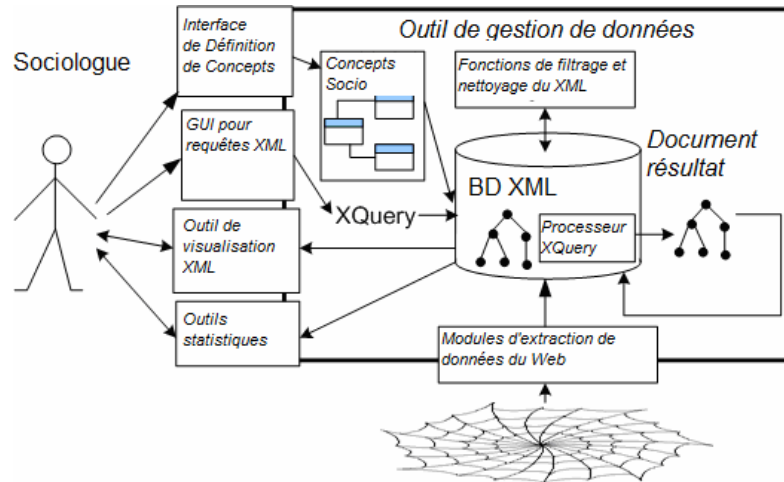 Outil de gestion de données
Sociologue
Interface
de Définition
de Concepts
Concepts
Socio
Fonctions de filtrage et
nettoyage du XML
GUI pour
requêtes XML
Document
résultat
BD XML
XQuery
Processeur
XQuery
Outil de
visualisation
XML
Outils
statistiques
Modules d'extraction de
données du Web